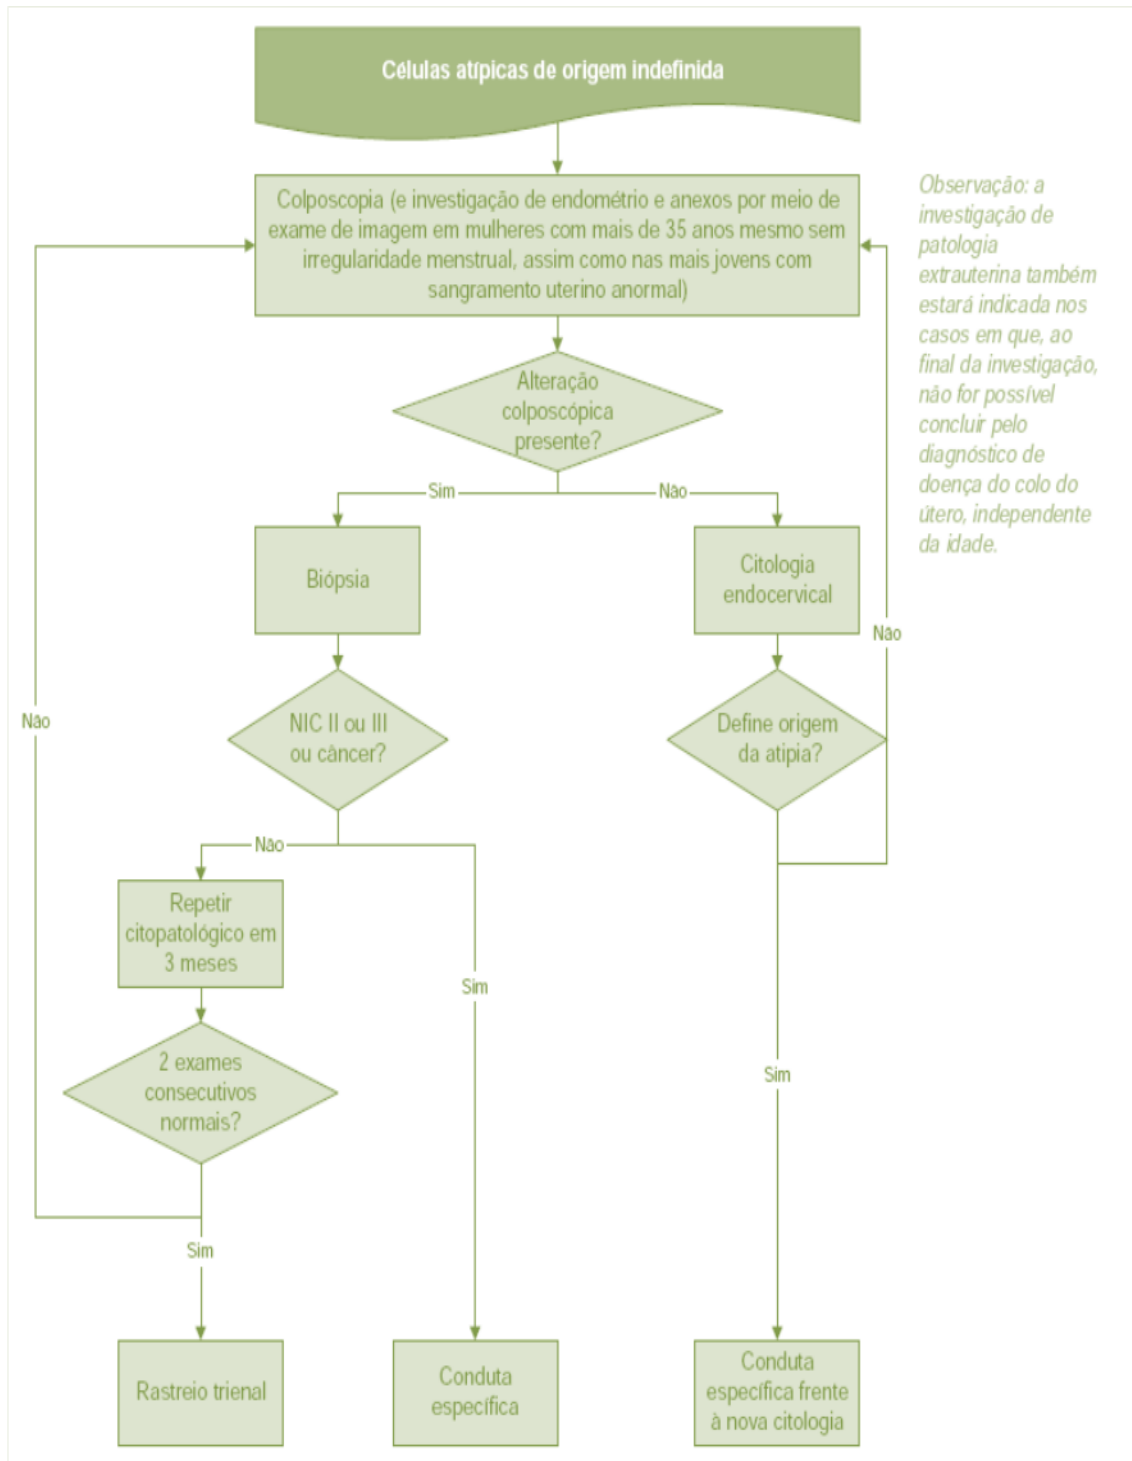 Células atípicas de origem indefinida
Colposcopia (e investigação de endométrio e anexos por meio de
exame de imagem em mulheres com mais de 35 anos mesmo sem
irregularidade menstrual, assim como nas mais jovens com
sangramento uterino anormal)
Observação: a
investigação de
patologia
extrauterina também
estará indicada nos
casos em que, ao
final da investigação,
não for possível
concluir pelo
diagnóstico de
doença do colo do
útero, independente
da idade.
Alteração
colposcópica
presente?
Sim
Não
Biópsia
Citologia
endocervical
Não
Não
NIC II ou III
ou câncer?
Define origem
da atipia?
Não
Repetir
citopatológico em
3 meses
Sim
2 exames
consecutivos
normais?
Sim
Sim
Rastreio trienal
Conduta
específica
Conduta
específica frente
à nova citologia